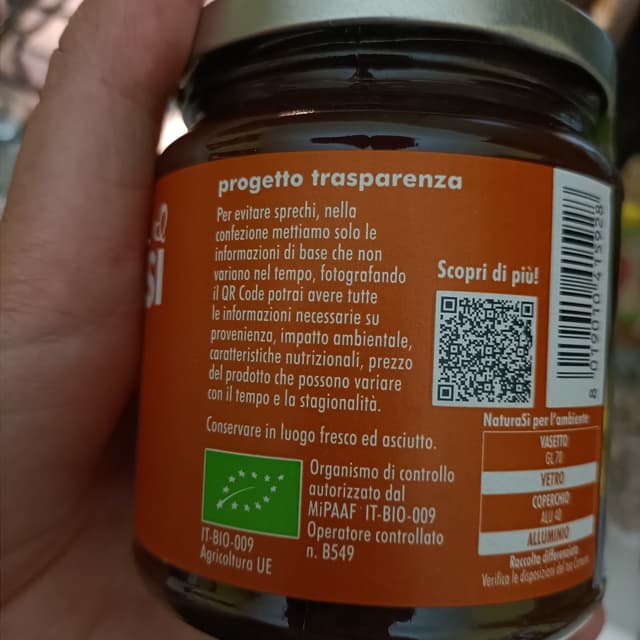 progetto trasparenza
Per evitare sprechi, nella
confezione mettiamo solo le
informazioni di base che non
variano nel tempo, fotografando
il QR Code potrai avere tutte
le informazioni necessarie su
provenienza, impatto ambientale,
caratteristiche nutrizionali, prezzo
del prodotto che possono variare
con il tempo e la stagionalità.
Conservare in luogo fresco ed asciutto.
IT-BIO-009
Agricoltura UE
Organismo di controllo
autorizzato dal
MiPAAF IT-BIO-009
Operatore controllato
n. B549
Scopri di più!
8 019010 413928
NaturaSì per l'ambiente
VASETTO
GL 70
VETRO
COPERCHIO
ALU 40
ALLUMINIO
Raccolta differenziata
Verifica le disposizioni del tuo Comune
SI